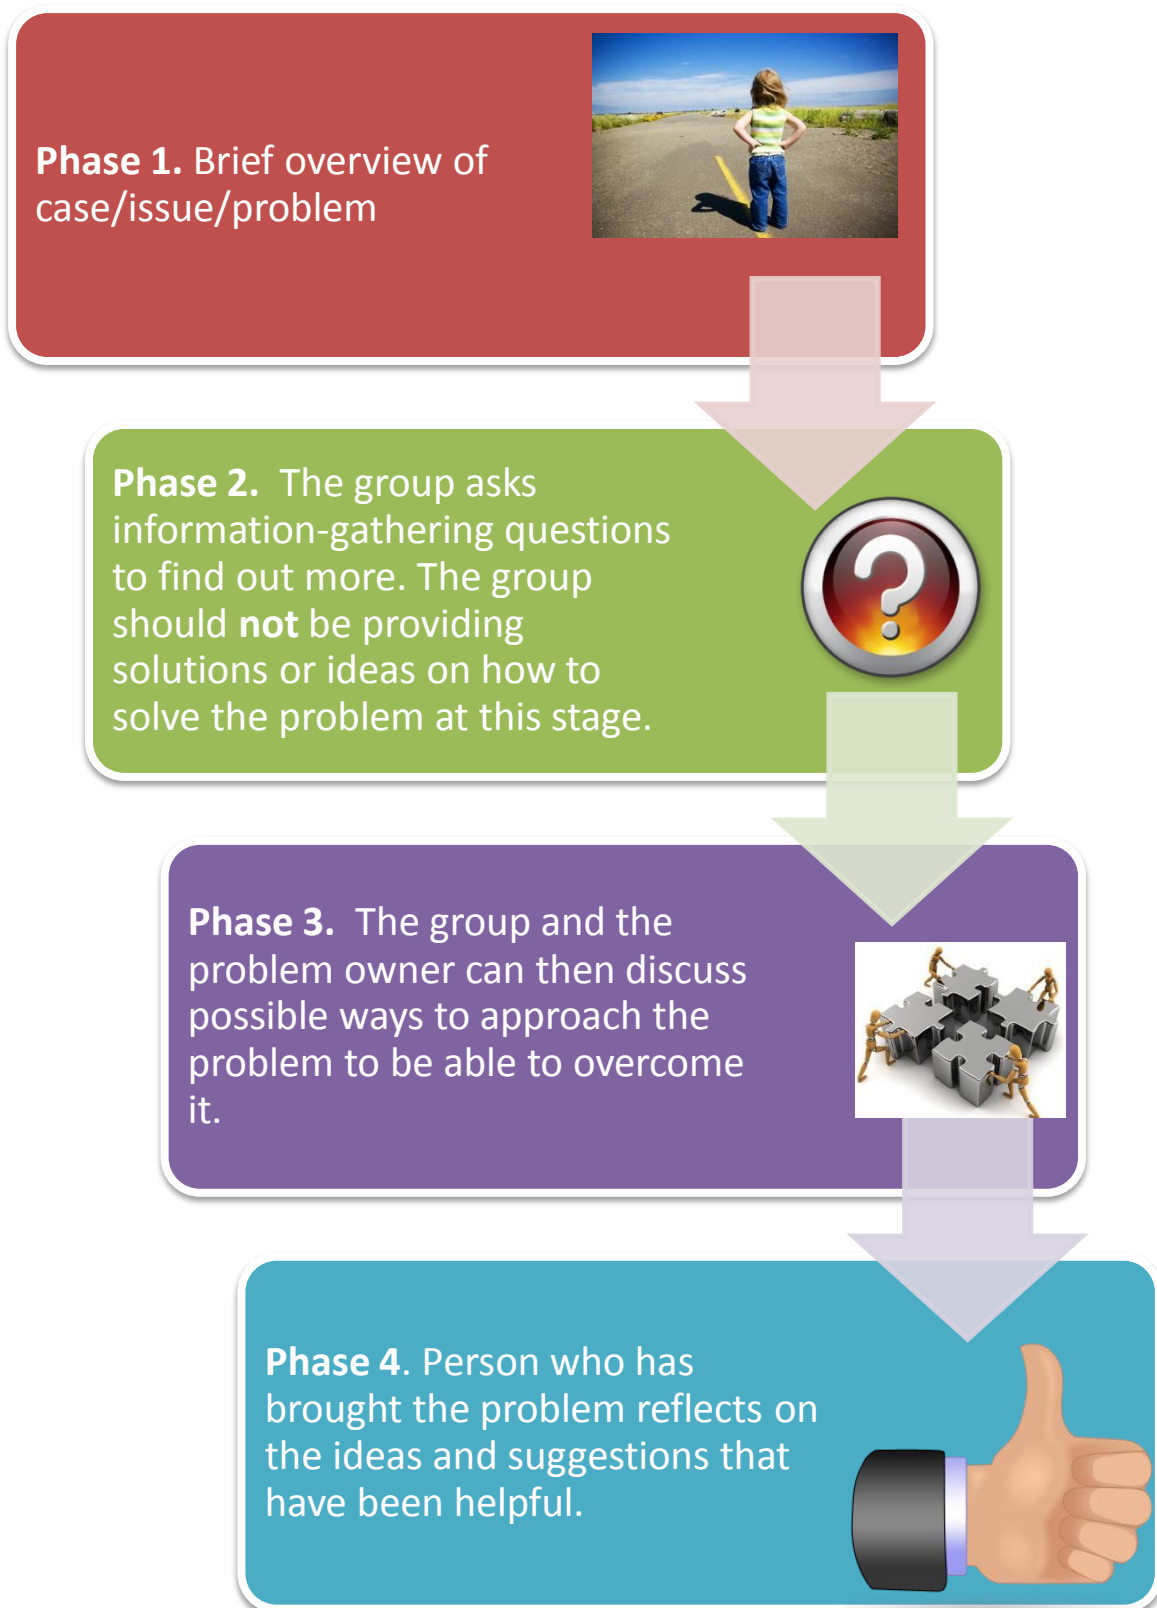 Phase 1. Brief overview of
case/issue/problem
Phase 2.  The group asks
information-gathering questions
to find out more. The group
should not be providing
solutions or ideas on how to
solve the problem at this stage.
?
Phase 3.  The group and the
problem owner can then discuss
possible ways to approach the
problem to be able to overcome
it.
Phase 4. Person who has
brought the problem reflects on
the ideas and suggestions that
have been helpful.